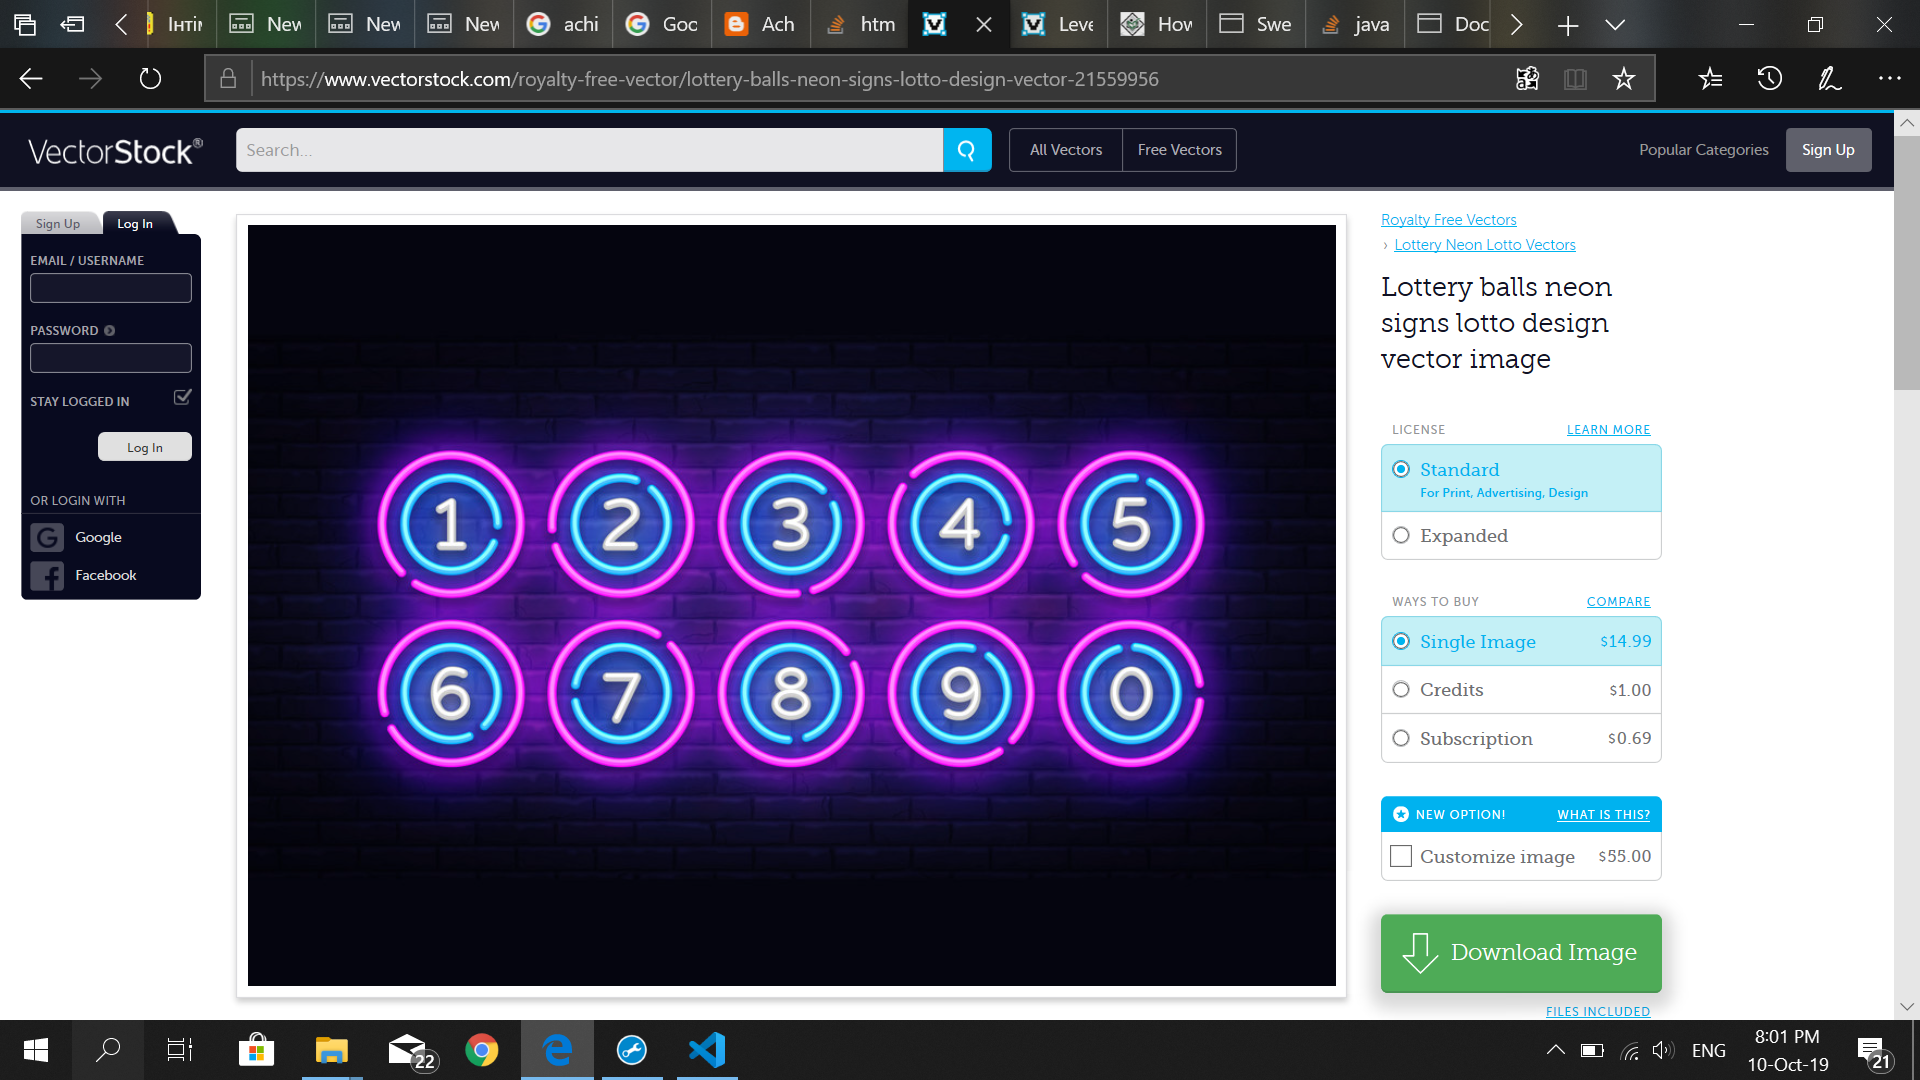 Інті
New
New
New
achi
Goo
Ach
htm
Leve
How
Swe
java
Doc
https://www.vectorstock.com/royalty-free-vector/lottery-balls-neon-signs-lotto-design-vector-21559956
VectorStock®
Search...
All Vectors
Free Vectors
Popular Categories
Sign Up
Sign Up
Log In
EMAIL / USERNAME
PASSWORD
STAY LOGGED IN
Log In
OR LOGIN WITH
Google
Facebook
1 2 3 4 5
6 7 8 9 0
Royalty Free Vectors
› Lottery Neon Lotto Vectors
Lottery balls neon
signs lotto design
vector image
LICENSE LEARN MORE
Standard
For Print, Advertising, Design
Expanded
WAYS TO BUY COMPARE
Single Image $14.99
Credits $1.00
Subscription $0.69
NEW OPTION! WHAT IS THIS?
Customize image $55.00
Download Image
FILES INCLUDED
22
ENG
8:01 PM
10-Oct-19
21